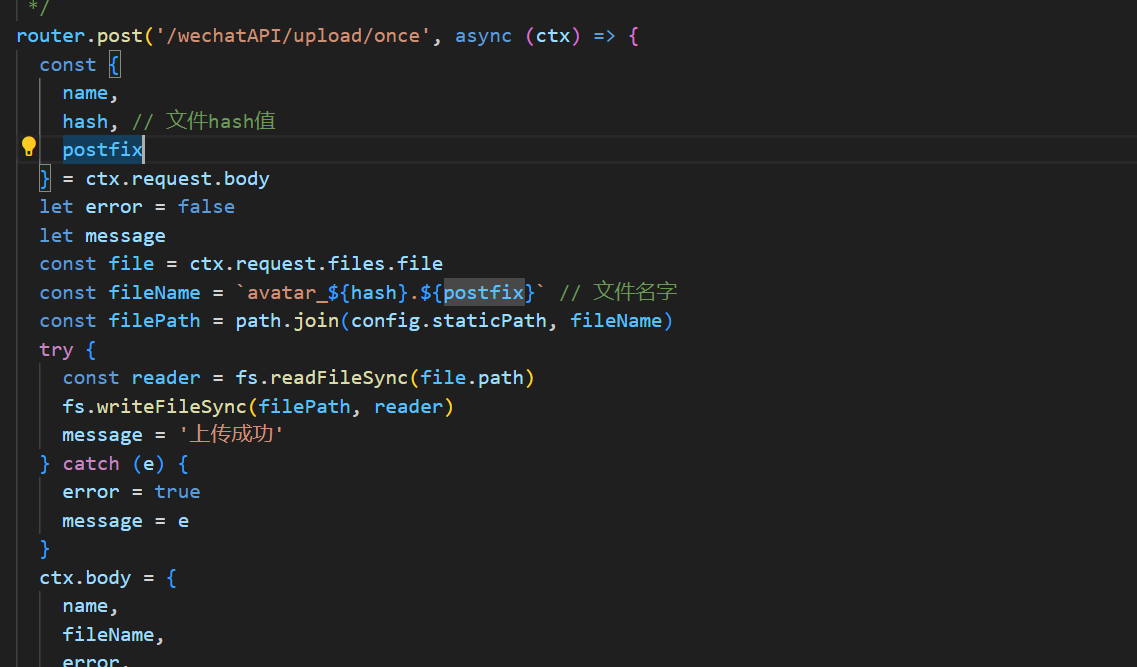 */
router.post('/wechatAPI/upload/once', async (ctx) => {
const {
name,
hash, // 文件hash值
postfix
} = ctx.request.body
let error = false
let message
const file = ctx.request.files.file
const fileName = `avatar_${hash}.${postfix}` // 文件名字
const filePath = path.join(config.staticPath, fileName)
try {
const reader = fs.readFileSync(file.path)
fs.writeFileSync(filePath, reader)
message = '上传成功'
} catch (e) {
error = true
message = e
}
ctx.body = {
name,
fileName,
error,